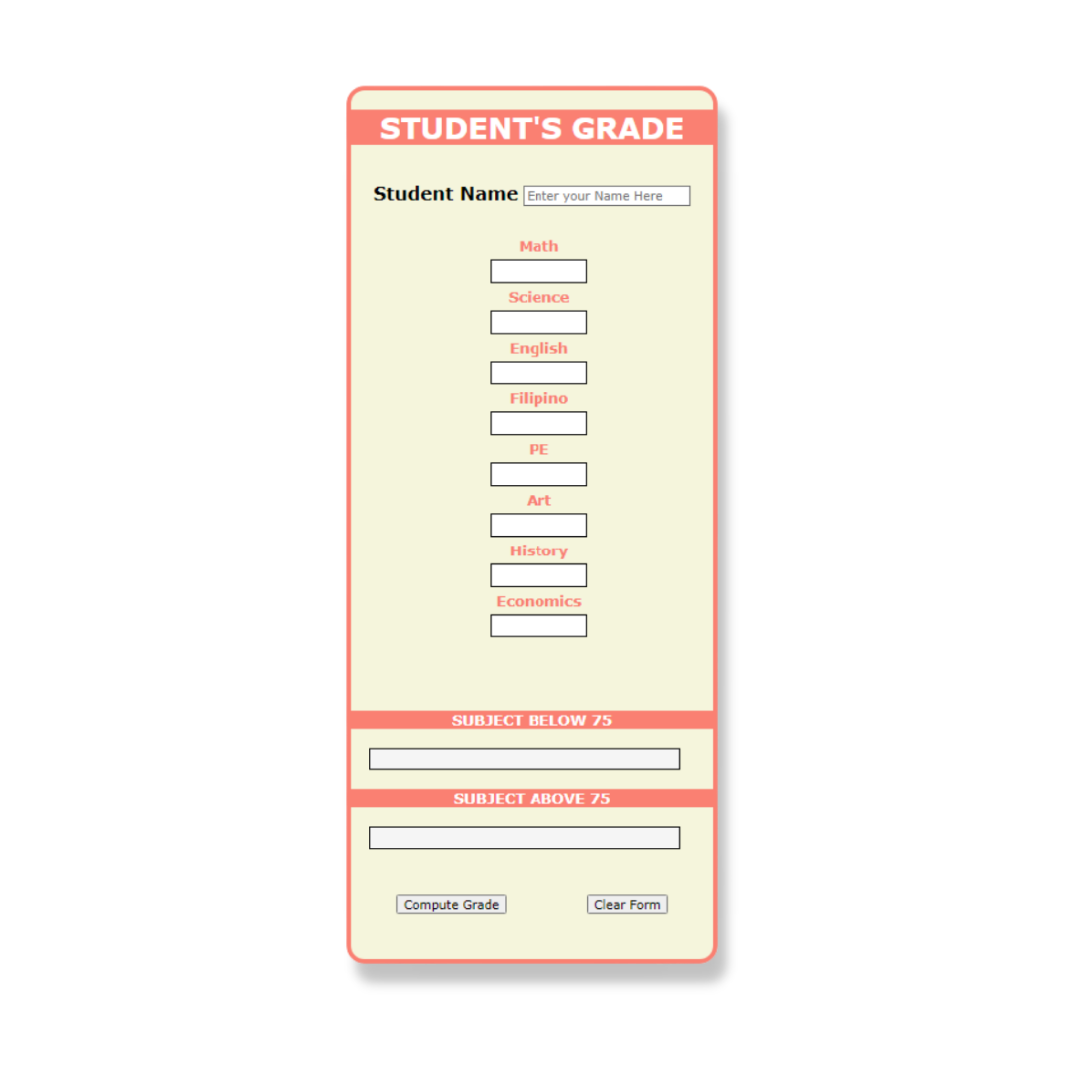 STUDENT'S GRADE
Student Name Enter your Name Here
Math
Science
English
Filipino
PE
Art
History
Economics
SUBJECT BELOW 75
SUBJECT ABOVE 75
Compute Grade Clear Form